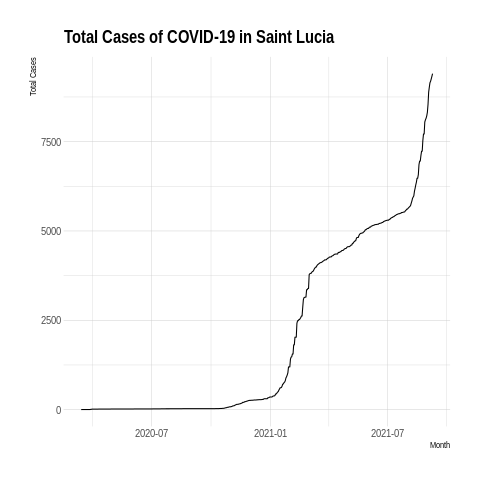 Total Cases of COVID-19 in Saint Lucia
Total Cases
7500
5000
2500
0
2020-07
2021-01
2021-07
Month